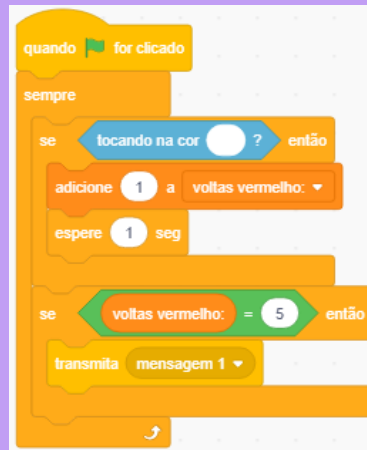 quando for clicado
sempre
se tocando na cor ? então
adicione 1 a voltas vermelho:
espere 1 seg
se voltas vermelho: = 5 então
transmita mensagem 1